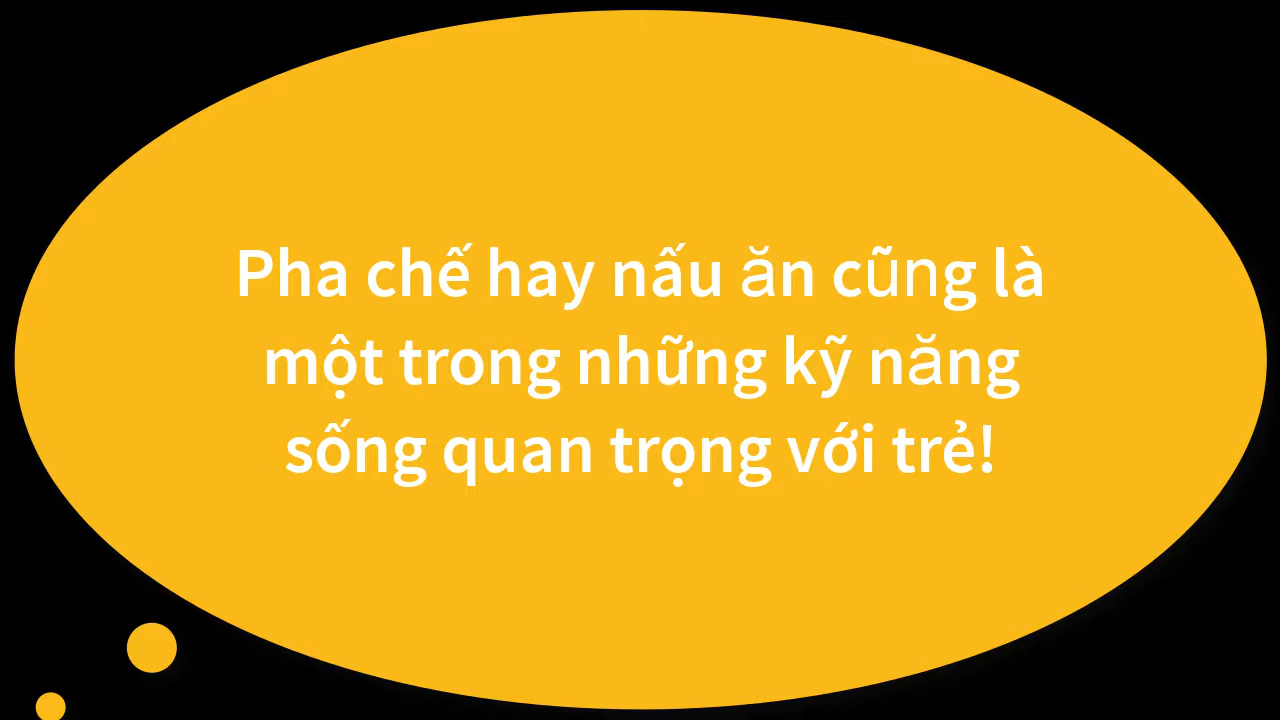 Pha chế hay nấu ăn cũng là
một trong những kỹ năng
sống quan trọng với trẻ!